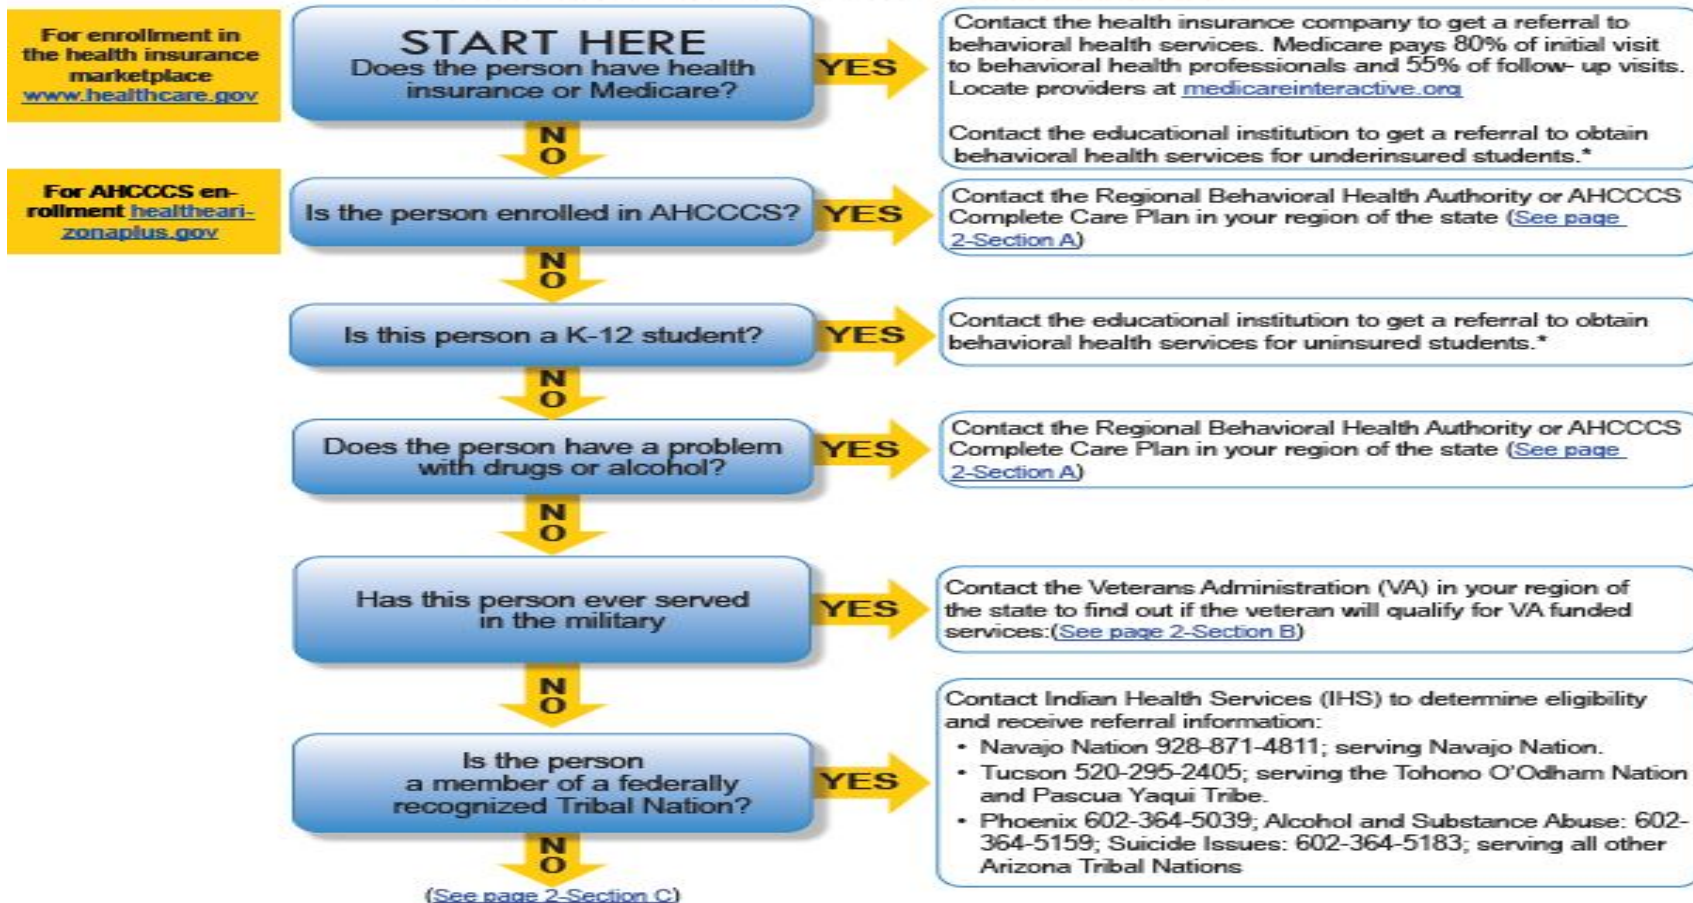 For enrollment in
the health insurance
marketplace
www.healthcare.gov
START HERE
Does the person have health
insurance or Medicare?
YES
Contact the health insurance company to get a referral to
behavioral health services. Medicare pays 80% of initial visit
to behavioral health professionals and 55% of follow- up visits.
Locate providers at medicareinteractive.org
Contact the educational institution to get a referral to obtain
behavioral health services for underinsured students.*
NO
For AHCCCS en-
rollment healtheari-
zonaplus.gov
Is the person enrolled in AHCCCS?
YES
Contact the Regional Behavioral Health Authority or AHCCCS
Complete Care Plan in your region of the state (See page
2-Section A)
NO
Is this person a K-12 student?
YES
Contact the educational institution to get a referral to obtain
behavioral health services for uninsured students.*
NO
Does the person have a problem
with drugs or alcohol?
YES
Contact the Regional Behavioral Health Authority or AHCCCS
Complete Care Plan in your region of the state (See page
2-Section A)
NO
Has this person ever served
in the military
YES
Contact the Veterans Administration (VA) in your region of
the state to find out if the veteran will qualify for VA funded
services:(See page 2-Section B)
NO
Is the person
a member of a federally
recognized Tribal Nation?
YES
Contact Indian Health Services (IHS) to determine eligibility
and receive referral information:
• Navajo Nation 928-871-4811; serving Navajo Nation.
• Tucson 520-295-2405; serving the Tohono O'Odham Nation
and Pascua Yaqui Tribe.
• Phoenix 602-364-5039; Alcohol and Substance Abuse: 602-
364-5159; Suicide Issues: 602-364-5183; serving all other
Arizona Tribal Nations
NO
(See page 2-Section C)